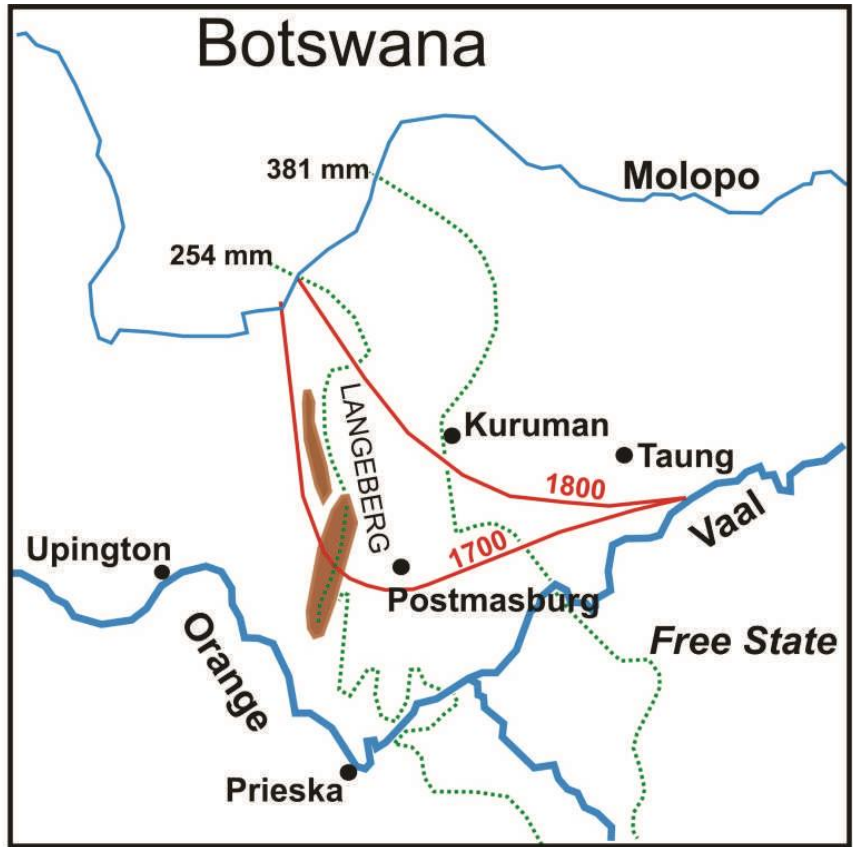 Botswana
381 mm
Molopo
254 mm
LANGEBERG
Kuruman
Taung
1800
Vaal
1700
Upington
Postmasburg
Orange
Free State
Prieska